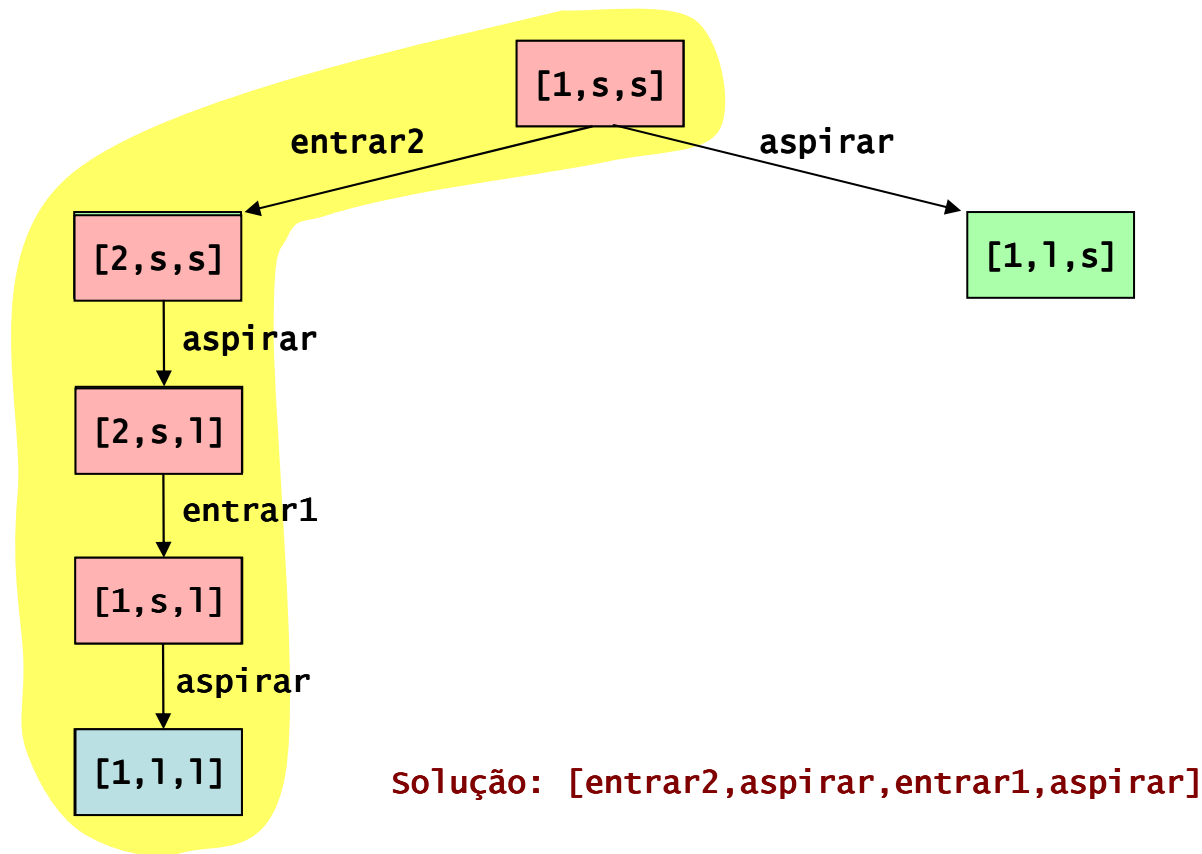 [1,s,s]
entrar2
aspirar
[2,s,s]
[1,l,s]
aspirar
[2,s,l]
entrar1
[1,s,l]
aspirar
[1,l,l]
Solução: [entrar2,aspirar,entrar1,aspirar]